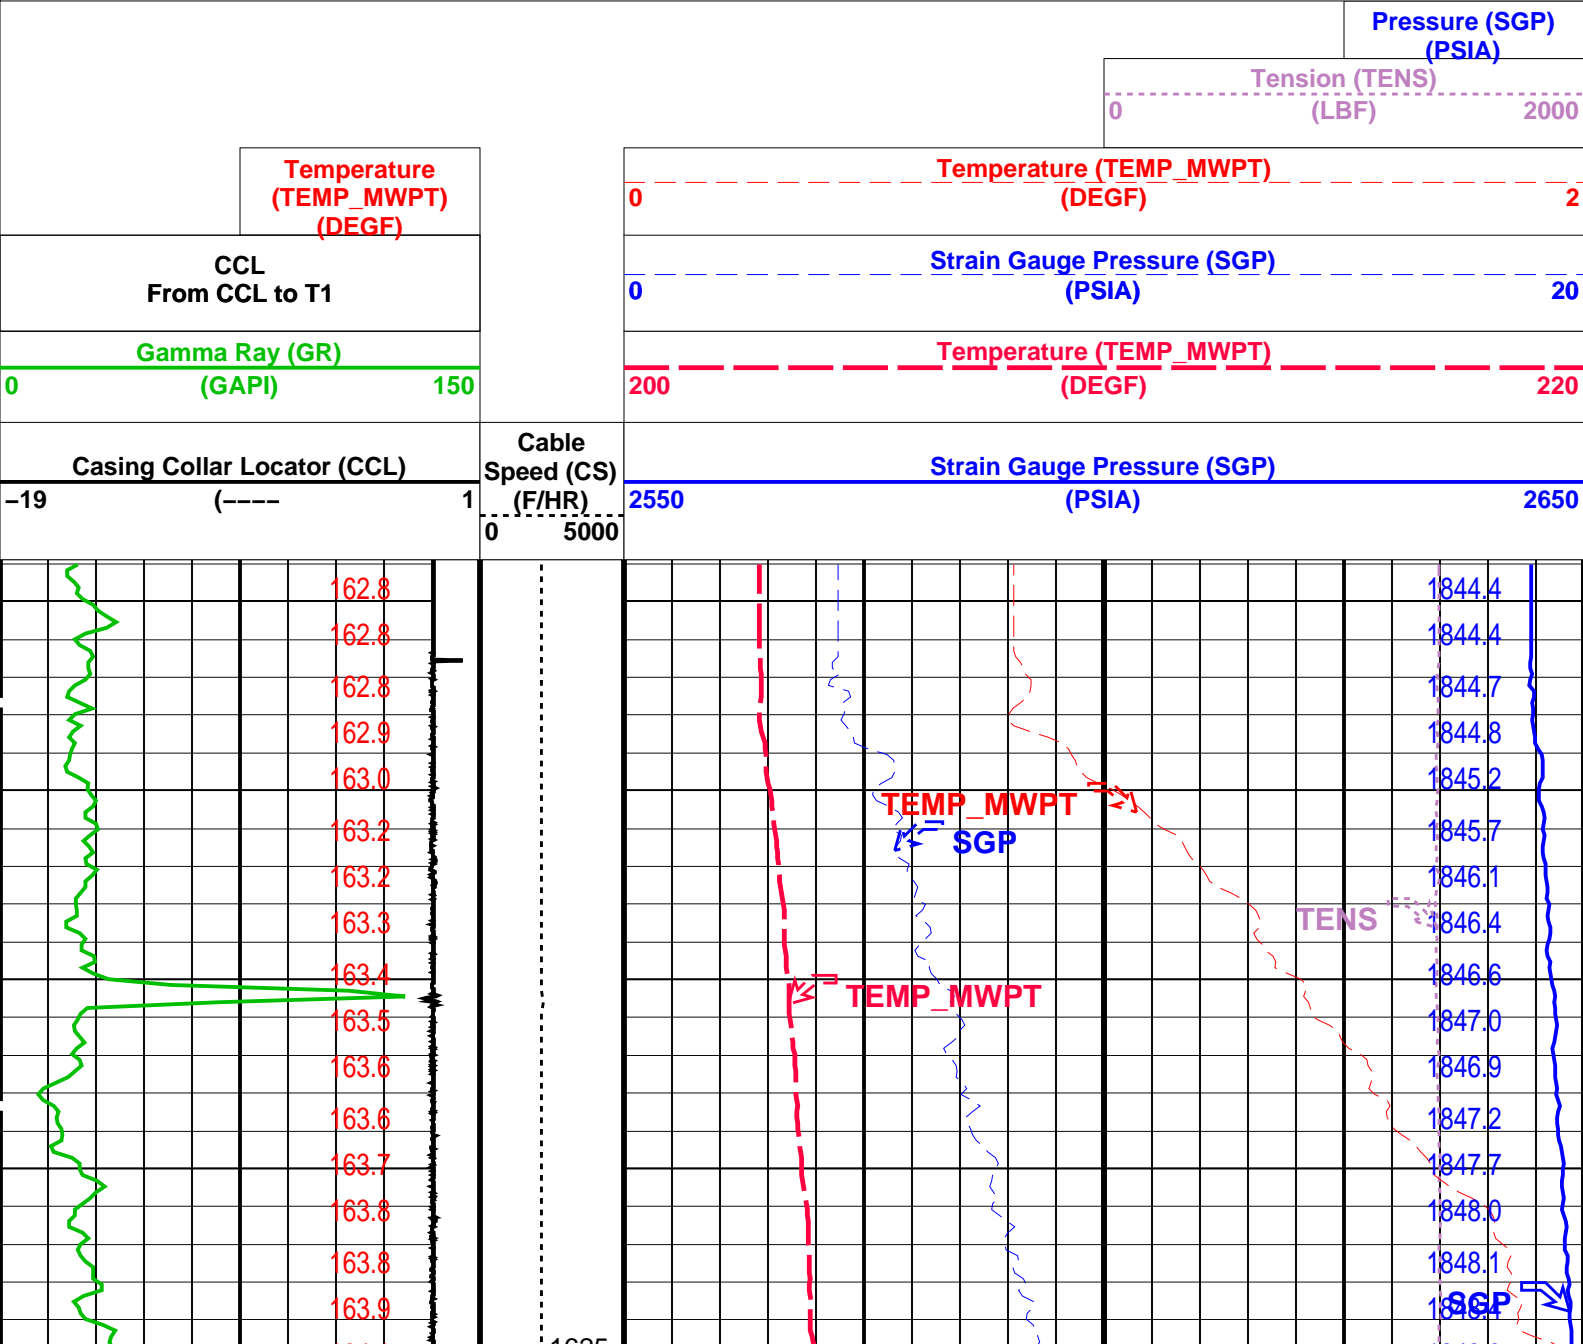 Pressure (SGP)
(PSIA)
Tension (TENS)
0 (LBF) 2000
Temperature
(TEMP_MWPT)
(DEGF)
Temperature (TEMP_MWPT)
0 (DEGF) 2
CCL
From CCL to T1
Strain Gauge Pressure (SGP)
0 (PSIA) 20
Gamma Ray (GR)
0 (GAPI) 150
Temperature (TEMP_MWPT)
200 (DEGF) 220
Casing Collar Locator (CCL)
−19 (−−−− 1
Cable
Speed (CS)
(F/HR)
0 5000
Strain Gauge Pressure (SGP)
2550 (PSIA) 2650
162.8 1844.4
162.8 1844.4
162.8 1844.7
162.9 1844.8
163.0 1845.2
TEMP_MWPT
163.2 1845.7
SGP
163.2 1846.1
163.3 TENS 1846.4
163.4 1846.6
TEMP_MWPT
163.5 1847.0
163.6 1846.9
163.6 1847.2
163.7 1847.7
163.8 1848.0
163.8 1848.1
163.9 SGP